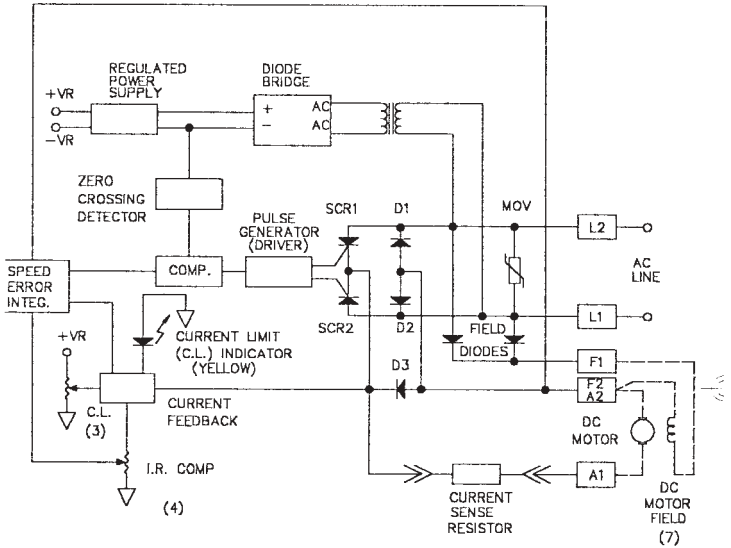 REGULATED
POWER
SUPPLY
+VR
-VR
DIODE
BRIDGE
+
-
AC
AC
ZERO
CROSSING
DETECTOR
PULSE
GENERATOR
(DRIVER)
SCR1
D1
MOV
L2
COMP.
SPEED
ERROR
INTEG.
AC
LINE
SCR2
D2
FIELD
DIODES
L1
+VR
CURRENT LIMIT
(C.L.) INDICATOR
(YELLOW)
D3
F1
F2
A2
C.L.
(3)
CURRENT
FEEDBACK
DC
MOTOR
I.R. COMP
(4)
CURRENT
SENSE
RESISTOR
A1
DC
MOTOR
FIELD
(7)